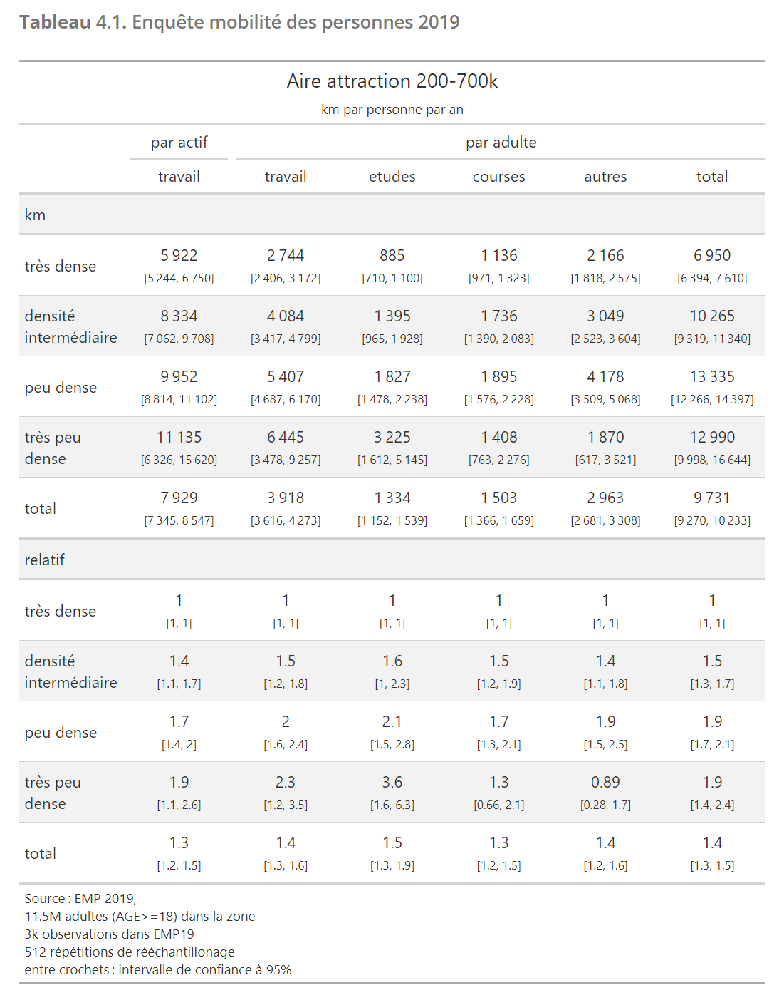 Tableau 4.1. Enquête mobilité des personnes 2019
Aire attraction 200-700k
km par personne par an
par actif par adulte
travail travail etudes courses autres total
km
très dense 5 922 2 744 885 1 136 2 166 6 950
[5 244, 6 750] [2 406, 3 172] [710, 1 100] [971, 1 323] [1 818, 2 575] [6 394, 7 610]
densité intermédiaire 8 334 4 084 1 395 1 736 3 049 10 265
[7 062, 9 708] [3 417, 4 799] [965, 1 928] [1 390, 2 083] [2 523, 3 604] [9 319, 11 340]
peu dense 9 952 5 407 1 827 1 895 4 178 13 335
[8 814, 11 102] [4 687, 6 170] [1 478, 2 238] [1 576, 2 228] [3 509, 5 068] [12 266, 14 397]
très peu dense 11 135 6 445 3 225 1 408 1 870 12 990
[6 326, 15 620] [3 478, 9 257] [1 612, 5 145] [763, 2 276] [617, 3 521] [9 998, 16 644]
total 7 929 3 918 1 334 1 503 2 963 9 731
[7 345, 8 547] [3 616, 4 273] [1 152, 1 539] [1 366, 1 659] [2 681, 3 308] [9 270, 10 233]
relatif
très dense 1 1 1 1 1 1
[1, 1] [1, 1] [1, 1] [1, 1] [1, 1] [1, 1]
densité intermédiaire 1.4 1.5 1.6 1.5 1.4 1.5
[1.1, 1.7] [1.2, 1.8] [1, 2.3] [1.2, 1.9] [1.1, 1.8] [1.3, 1.7]
peu dense 1.7 2 2.1 1.7 1.9 1.9
[1.4, 2] [1.6, 2.4] [1.5, 2.8] [1.3, 2.1] [1.5, 2.5] [1.7, 2.1]
très peu dense 1.9 2.3 3.6 1.3 0.89 1.9
[1.1, 2.6] [1.2, 3.5] [1.6, 6.3] [0.66, 2.1] [0.28, 1.7] [1.4, 2.4]
total 1.3 1.4 1.5 1.3 1.4 1.4
[1.2, 1.5] [1.3, 1.6] [1.3, 1.9] [1.2, 1.5] [1.2, 1.6] [1.3, 1.5]
Source : EMP 2019,
11.5M adultes (AGE>=18) dans la zone
3k observations dans EMP19
512 répétitions de rééchantillonage
entre crochets : intervalle de confiance à 95%